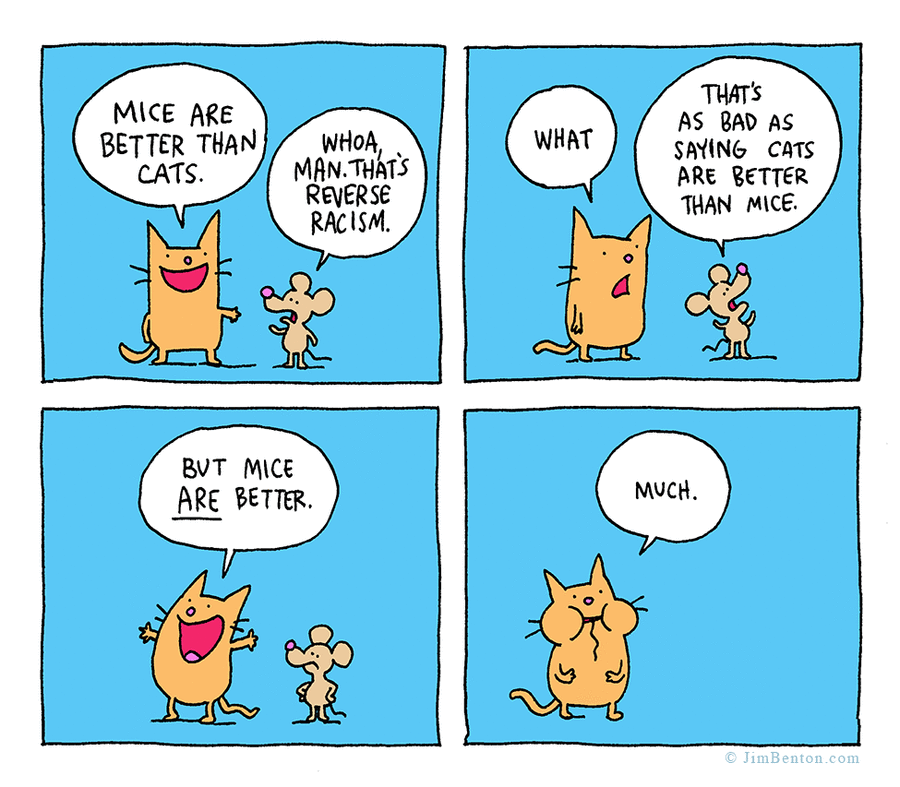 MICE ARE
BETTER THAN
CATS.
WHOA,
MAN. THAT'S
REVERSE
RACISM.
WHAT
THAT'S
AS BAD AS
SAYING CATS
ARE BETTER
THAN MICE.
BUT MICE
ARE BETTER.
MUCH.
© JimBenton.com